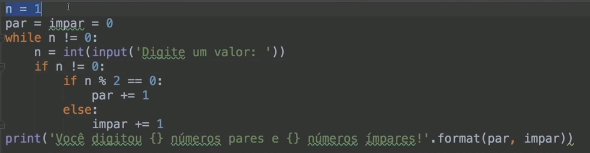 n = 1
par = impar = 0
while n != 0:
    n = int(input('Digite um valor: '))
    if n != 0:
        if n % 2 == 0:
            par += 1
        else:
            impar += 1
print('Você digitou {} números pares e {} números ímpares!'.format(par, impar))